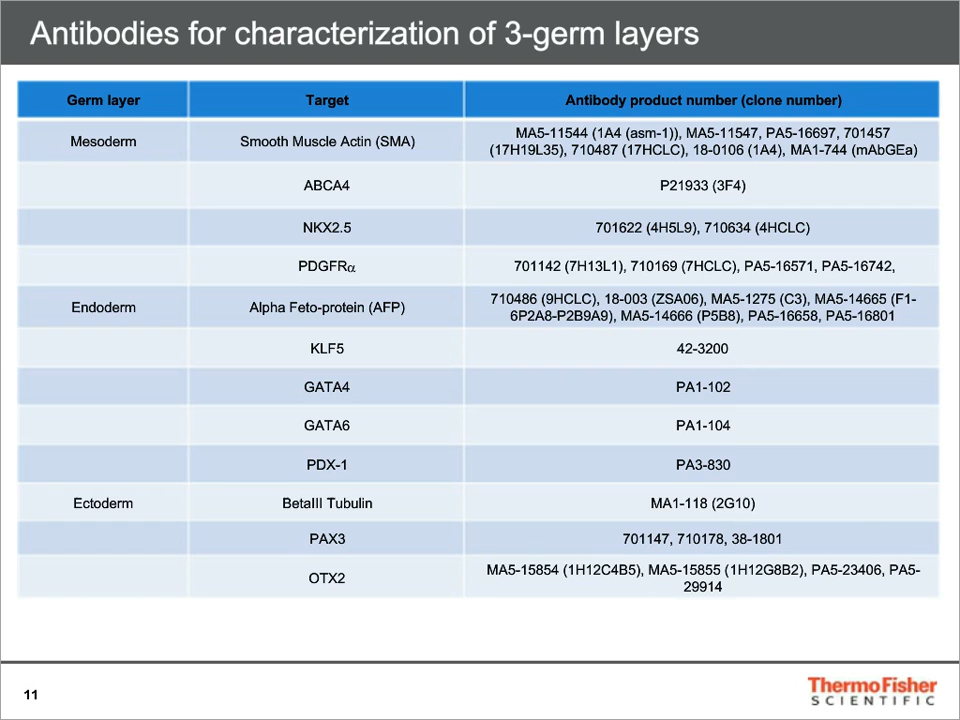 Antibodies for characterization of 3-germ layers
Germ layer Target Antibody product number (clone number)
Mesoderm Smooth Muscle Actin (SMA) MA5-11544 (1A4 (asm-1)), MA5-11547, PA5-16697, 701457
(17H19L35), 710487 (17HCLC), 18-0106 (1A4), MA1-744 (mAbGEa)
ABCA4 P21933 (3F4)
NKX2.5 701622 (4H5L9), 710634 (4HCLC)
PDGFRα 701142 (7H13L1), 710169 (7HCLC), PA5-16571, PA5-16742,
Endoderm Alpha Feto-protein (AFP) 710486 (9HCLC), 18-003 (ZSA06), MA5-1275 (C3), MA5-14665 (F1-
6P2A8-P2B9A9), MA5-14666 (P5B8), PA5-16658, PA5-16801
KLF5 42-3200
GATA4 PA1-102
GATA6 PA1-104
PDX-1 PA3-830
Ectoderm BetaIII Tubulin MA1-118 (2G10)
PAX3 701147, 710178, 38-1801
OTX2 MA5-15854 (1H12C4B5), MA5-15855 (1H12G8B2), PA5-23406, PA5-
29914
11
ThermoFisher
SCIENTIFIC